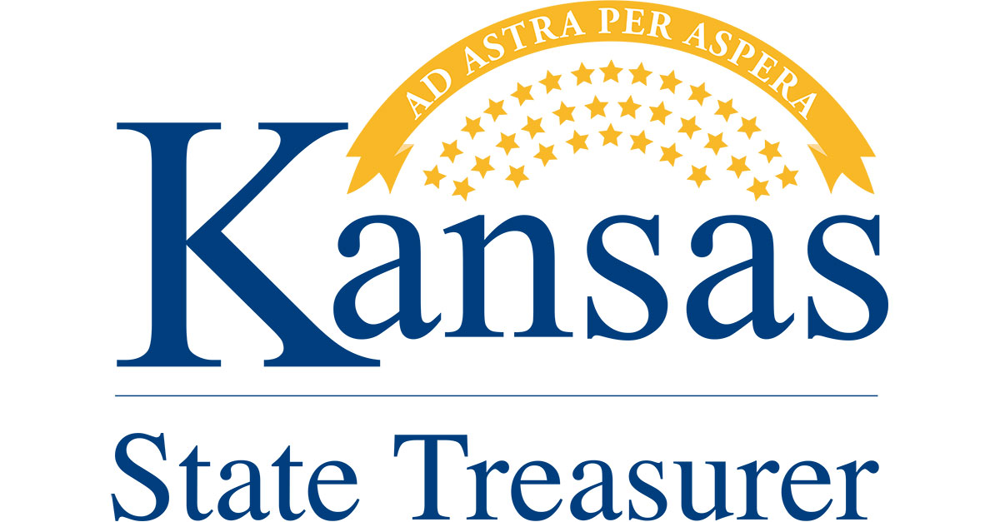 AD ASTRA PER ASPERA
Kansas
State Treasurer